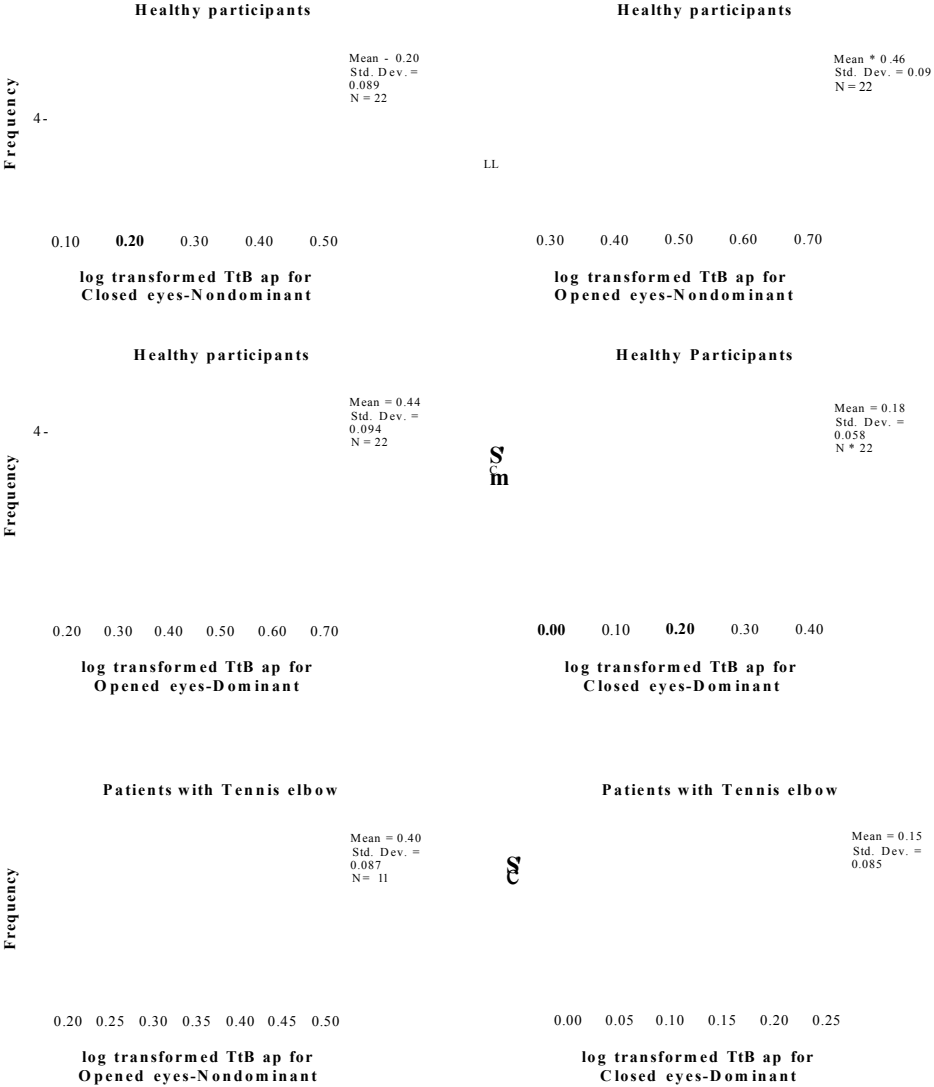 Healthy participants
Mean - 0.20
Std. Dev. =
0.089
N = 22
Frequency
4-
0.10 0.20 0.30 0.40 0.50
log transformed TtB ap for
Closed eyes-Nondominant
Healthy participants
Mean * 0.46
Std. Dev. = 0.09
N = 22
LL
0.30 0.40 0.50 0.60 0.70
log transformed TtB ap for
Opened eyes-Nondominant
Healthy participants
Mean = 0.44
Std. Dev. =
0.094
N = 22
4-
Frequency
0.20 0.30 0.40 0.50 0.60 0.70
log transformed TtB ap for
Opened eyes-Dominant
Healthy Participants
Mean = 0.18
Std. Dev. =
0.058
N * 22
S'
C
m
0.00 0.10 0.20 0.30 0.40
log transformed TtB ap for
Closed eyes-Dominant
Patients with Tennis elbow
Mean = 0.40
Std. Dev. =
0.087
N= 11
Frequency
0.20 0.25 0.30 0.35 0.40 0.45 0.50
log transformed TtB ap for
Opened eyes-Nondominant
Patients with Tennis elbow
Mean = 0.15
Std. Dev. =
0.085
0.00 0.05 0.10 0.15 0.20 0.25
log transformed TtB ap for
Closed eyes-Dominant